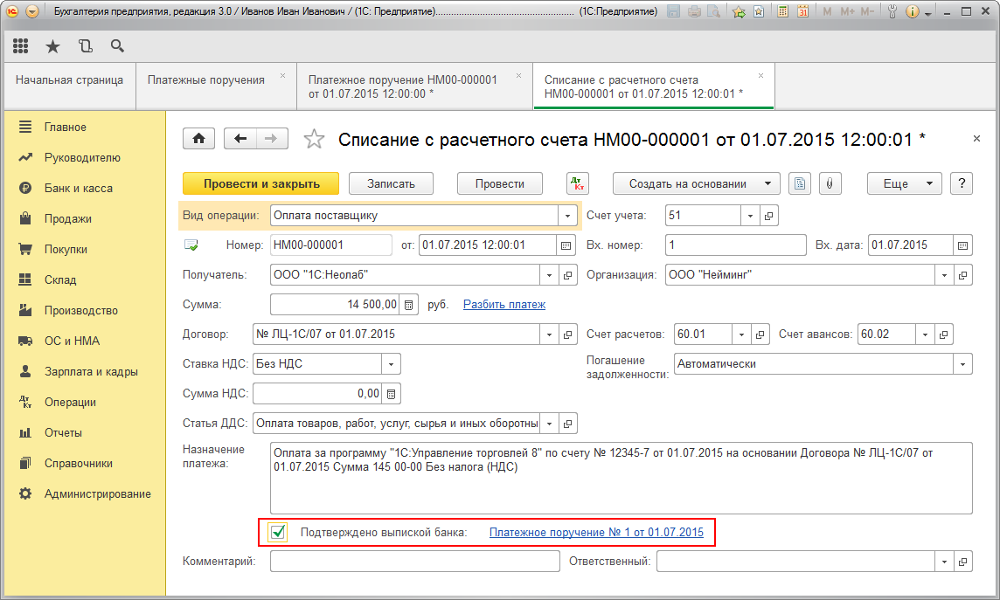 Бухгалтерия предприятия, редакция 3.0 / Иванов Иван Иванович / (1С: Предприятие)................................................ (1С:Предприятие)
M M+ M-
Начальная страница
Платежные поручения
Платежное поручение НМ00-000001
от 01.07.2015 12:00:00 *
Списание с расчетного счета
НМ00-000001 от 01.07.2015 12:00:01 *
Главное
Руководителю
Банк и касса
Продажи
Покупки
Склад
Производство
ОС и НМА
Зарплата и кадры
Операции
Отчеты
Справочники
Администрирование
Списание с расчетного счета НМ00-000001 от 01.07.2015 12:00:01 *
Провести и закрыть Записать Провести Дт Кт Создать на основании Еще ?
Вид операции: Оплата поставщику Счет учета: 51
Номер: НМ00-000001 от: 01.07.2015 12:00:01 Вх. номер: 1 Вх. дата: 01.07.2015
Получатель: ООО "1С:Неолаб" Организация: ООО "Нейминг"
Сумма: 14 500,00 руб. Разбить платеж
Договор: № ЛЦ-1С/07 от 01.07.2015 Счет расчетов: 60.01 Счет авансов: 60.02
Ставка НДС: Без НДС Погашение
задолженности: Автоматически
Сумма НДС: 0,00
Статья ДДС: Оплата товаров, работ, услуг, сырья и иных оборотны
Назначение
платежа:
Оплата за программу "1С:Управление торговлей 8" по счету № 12345-7 от 01.07.2015 на основании Договора № ЛЦ-1С/07 от
01.07.2015 Сумма 145 00-00 Без налога (НДС)
Подтверждено выпиской банка: Платежное поручение № 1 от 01.07.2015
Комментарий: Ответственный: